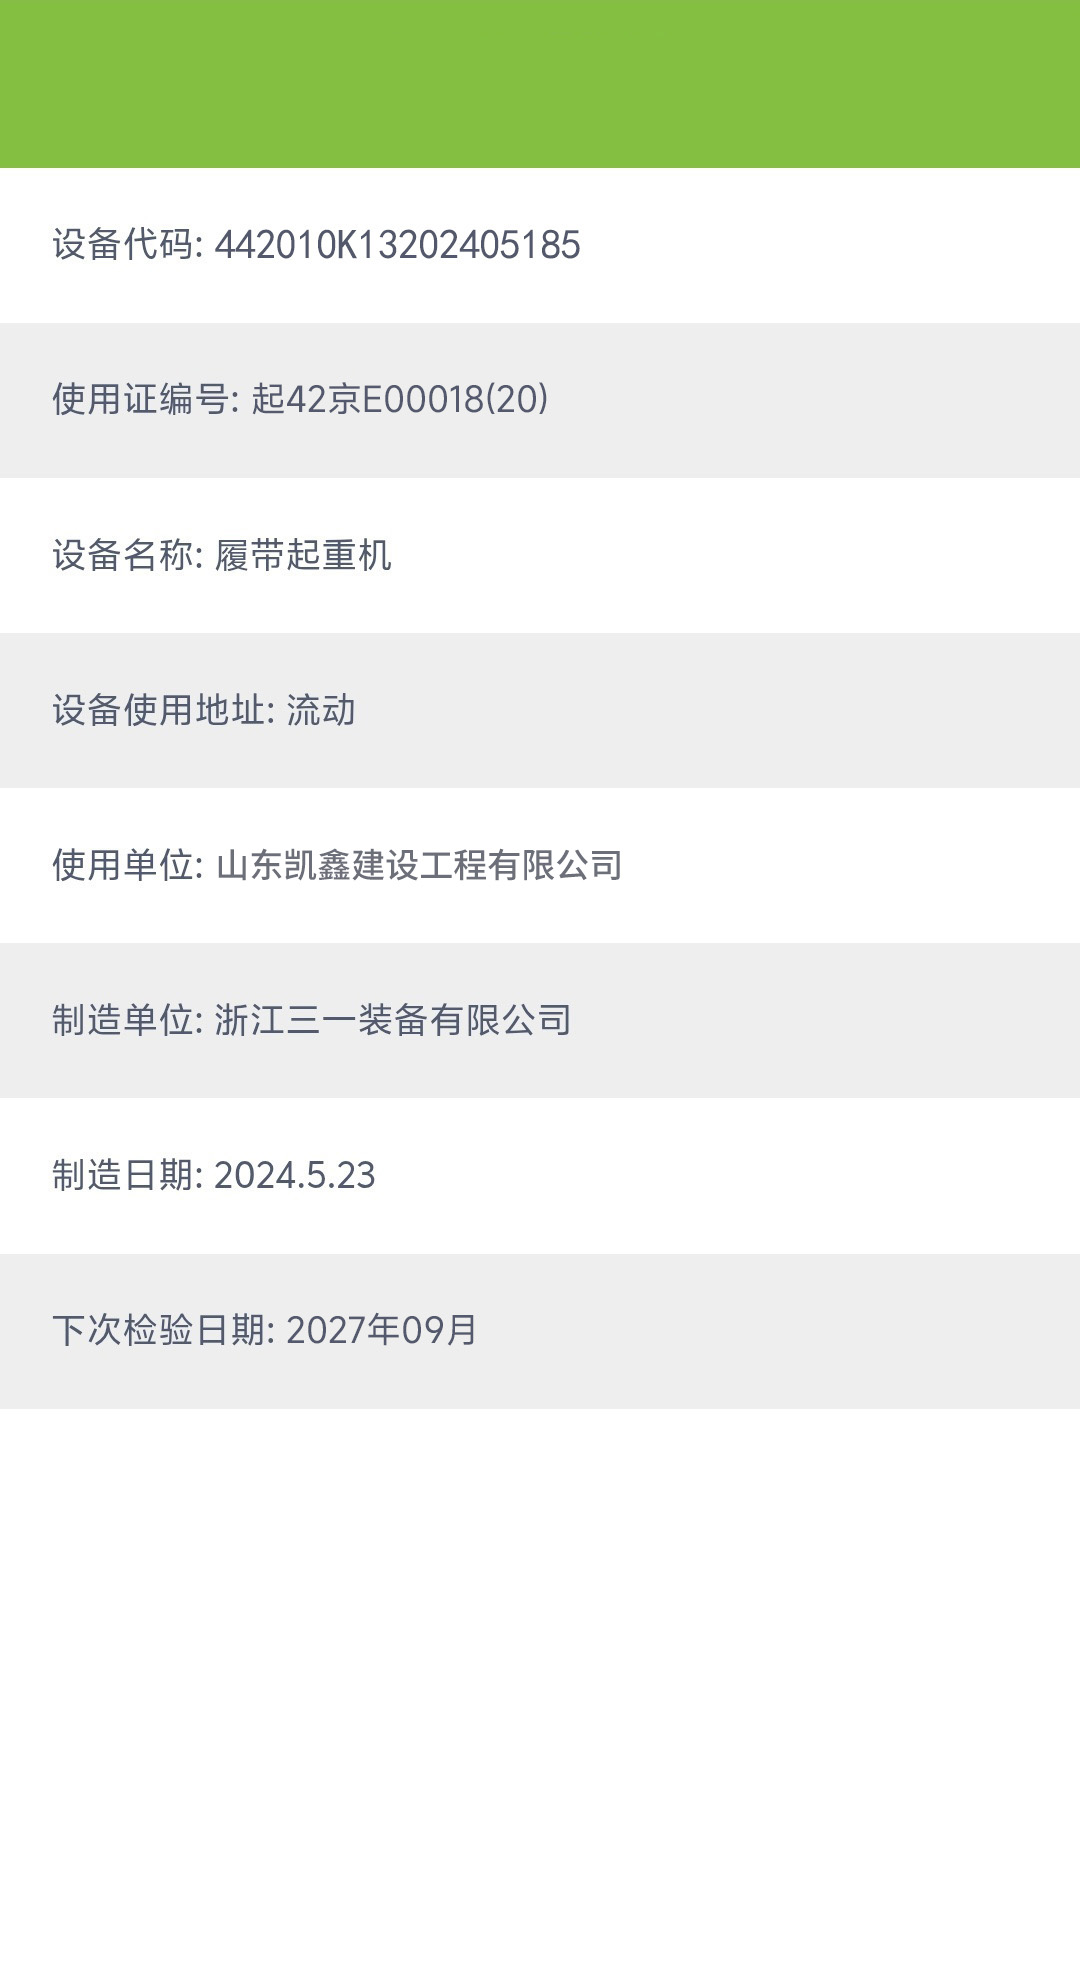 设备代码: 442010K13202405185
使用证编号: 起42京E00018(20)
设备名称: 履带起重机
设备使用地址: 流动
使用单位: 山东凯鑫建设工程有限公司
制造单位: 浙江三一装备有限公司
制造日期: 2024.5.23
下次检验日期: 2027年09月